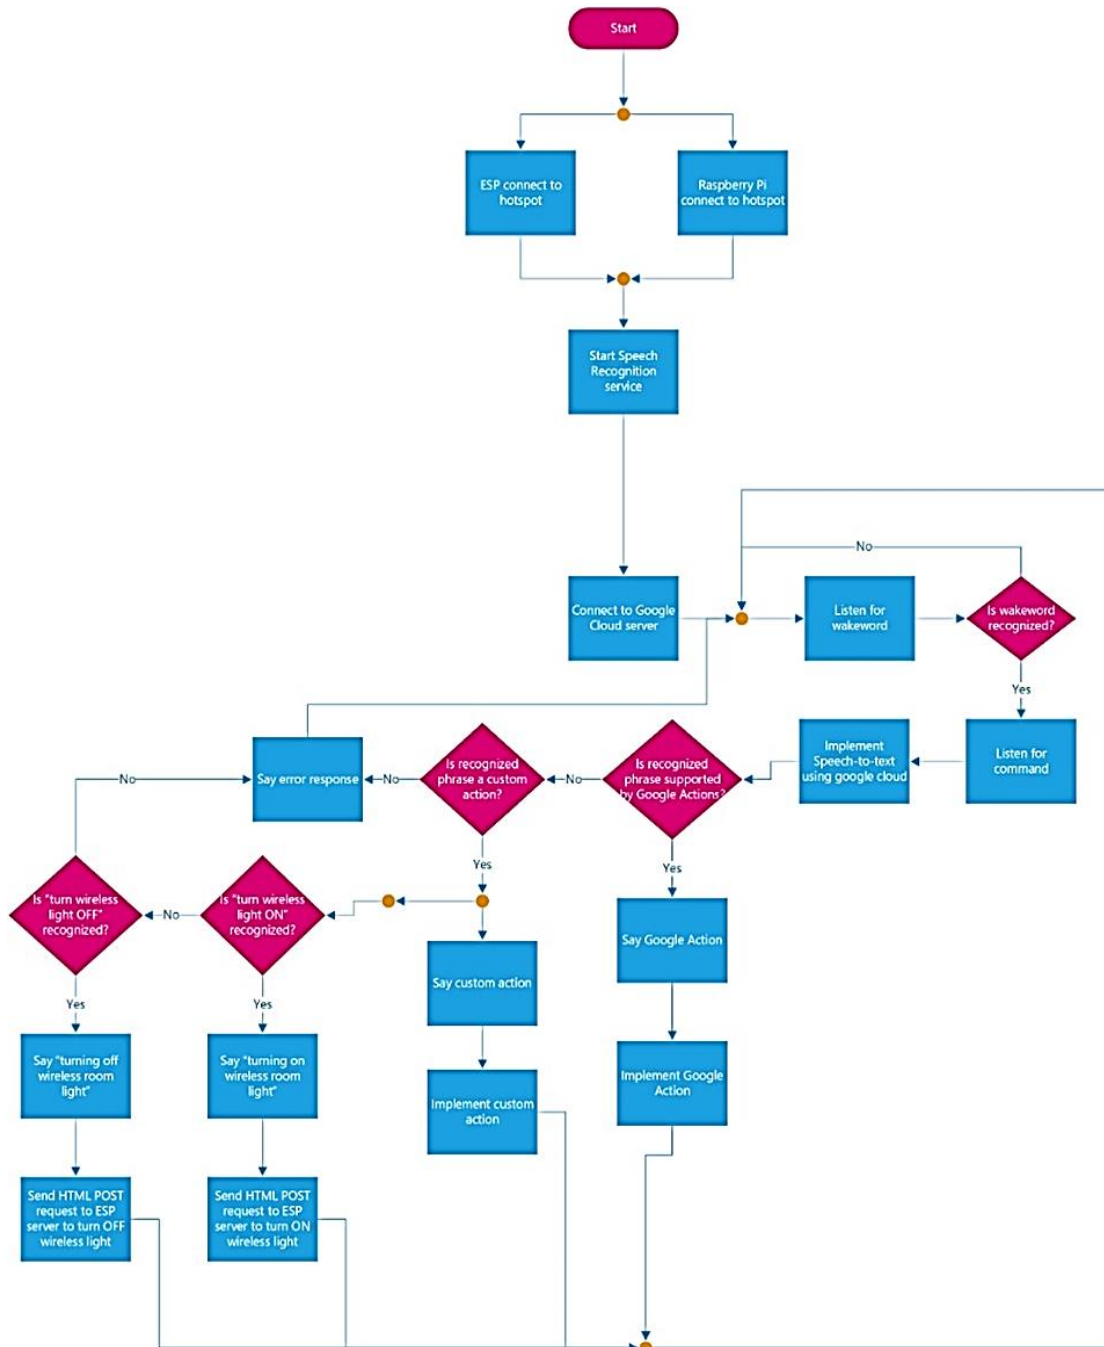 Start
ESP connect to
hotspot
Raspberry Pi
connect to hotspot
Start Speech
Recognition
service
Connect to Google
Cloud server
Listen for
wakeword
No
Is wakeword
recognized?
Yes
Listen for
command
Implement
Speech-to-text
using google cloud
Is recognized
phrase supported
by Google Actions?
No
Is recognized
phrase a custom
action?
No
Say error response
No
Yes
Yes
Is "turn wireless
light OFF"
recognized?
No
Is "turn wireless
light ON"
recognized?
Say custom action
Say Google Action
Yes
Yes
Say "turning off
wireless room
light"
Say "turning on
wireless room
light"
Implement custom
action
Implement Google
Action
Send HTML POST
request to ESP
server to turn OFF
wireless light
Send HTML POST
request to ESP
server to turn ON
wireless light